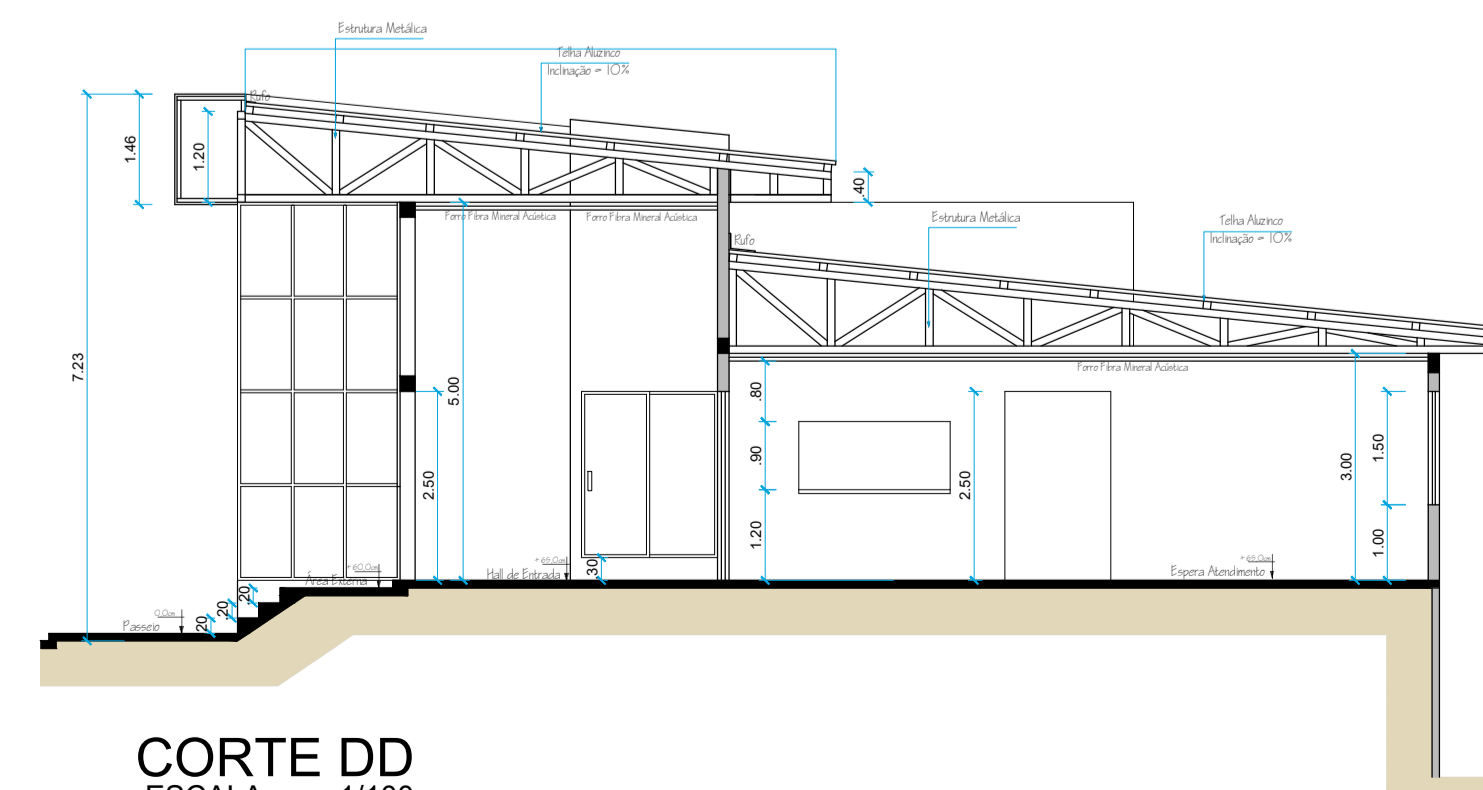 Estrutura Metálica
Telha Aluzinco
Inclinação = 10%
Rufo
1.46
1.20
.40
Forro Fibra Mineral Acústica
Forro Fibra Mineral Acústica
Estrutura Metálica
Telha Aluzinco
Inclinação = 10%
Rufo
7.23
5.00
Forro Fibra Mineral Acústica
.80
.90
1.20
2.50
2.50
3.00
1.50
1.00
.30
+65,0cm
Hall de Entrada
+60,0cm
Área Externa
+65,0cm
Espera Atendimento
.20
.20
.20
0,0cm
Passeio
CORTE DD